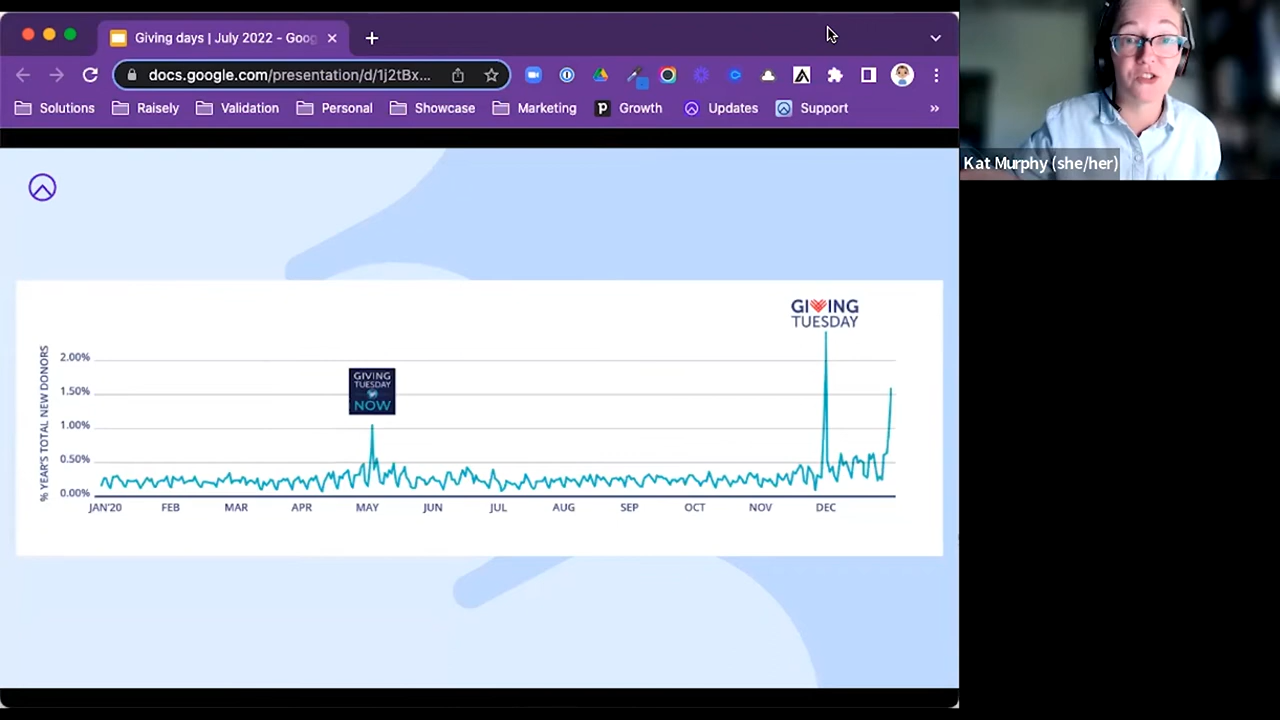 Giving days | July 2022 - Goog
docs.google.com/presentation/d/1j2tBx...
Solutions Raisely Validation Personal Showcase Marketing Growth Updates Support »
Kat Murphy (she/her)
GIVING
TUESDAY
GIVING
TUESDAY
NOW
% YEAR'S TOTAL NEW DONORS
2.00%
1.50%
1.00%
0.50%
0.00%
JAN'20 FEB MAR APR MAY JUN JUL AUG SEP OCT NOV DEC